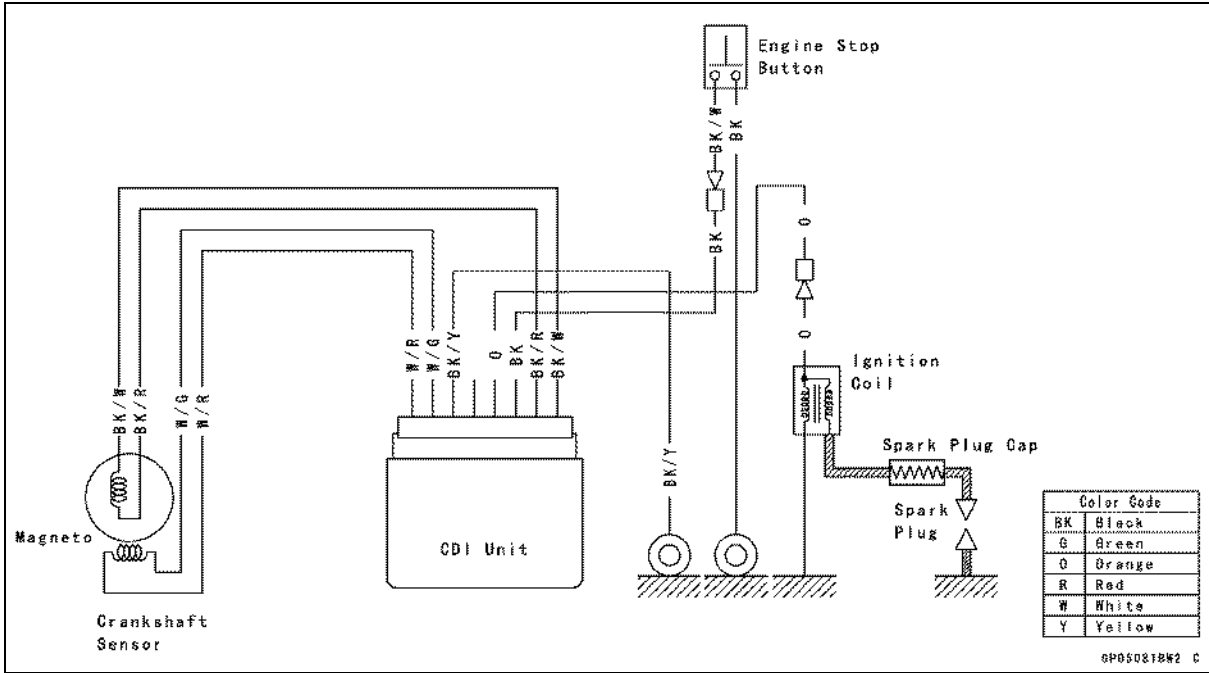 Engine Stop
Button
BK/W
BK
BK
O
O
W/R
W/G
BK/Y
O
BK
BK/R
BK/W
BK/W
BK/R
W/G
W/R
Ignition
Coil
Spark Plug Cap
BK/Y
Spark
Plug
Magneto
CDI Unit
Crankshaft
Sensor
Color Code
BK Black
G Green
O Orange
R Red
W White
Y Yellow
GP05081BW2 C